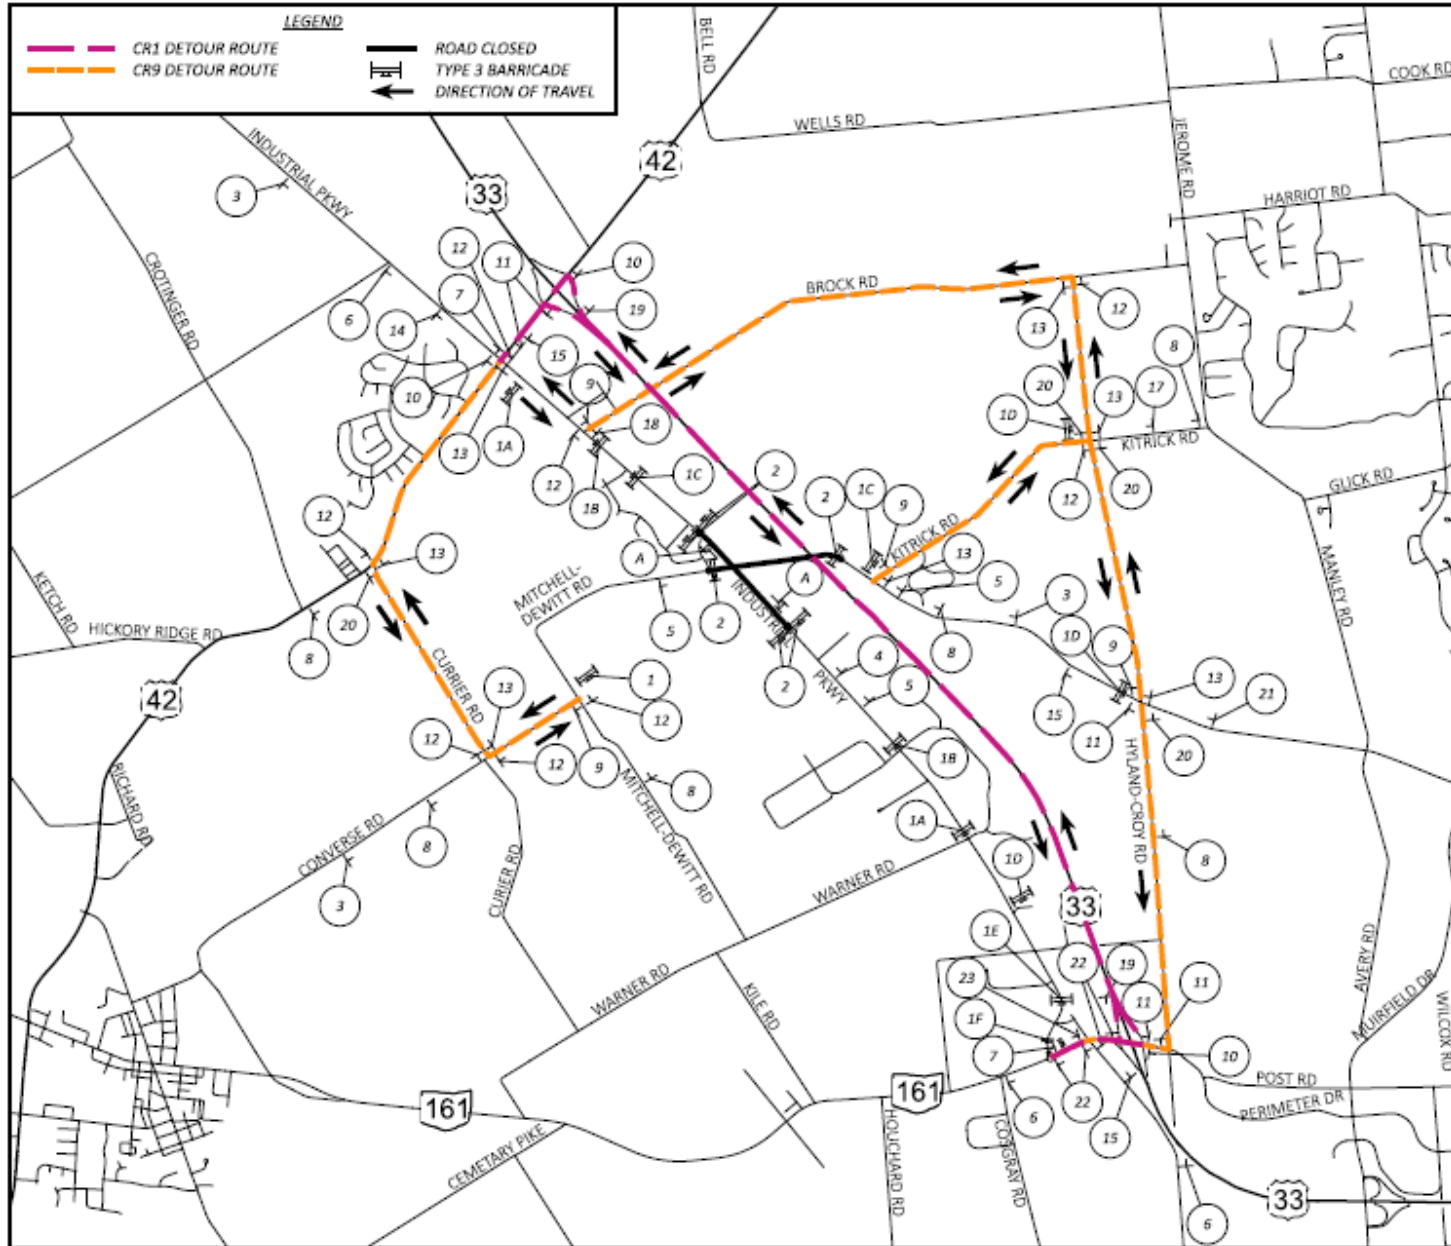 LEGEND
CR1 DETOUR ROUTE
ROAD CLOSED
CR9 DETOUR ROUTE
TYPE 3 BARRICADE
DIRECTION OF TRAVEL
BELL RD
COOK RD
WELLS RD
JEROME RD
INDUSTRIAL PKWY
42
33
3
HARRIOT RD
CROTINGER RD
12
11
10
7
6
14
19
BROCK RD
13
12
8
15
20
17
9
10
1D
13
13
1A
18
KITRICK RD
12
1B
1C
2
2
1C
9
12
20
GLICK RD
12
13
A
KITRICK RD
13
MANLEY RD
KETCH RD
MITCHELL-
DEWITT RD
INDUSTRIAL
A
5
3
HICKORY RIDGE RD
20
8
5
2
8
1D
9
42
CURRIER RD
13
1
4
2
PKWY
5
13
21
15
11
12
12
12
9
20
RICHARD RD
MITCHELL-DEWITT RD
8
1B
HYLAND-CROY RD
CONVERSE RD
8
1A
8
3
CURIER RD
WARNER RD
1D
33
1E
22
19
AVERY RD
WARNER RD
KILE RD
23
11
11
MUIRFIELD DR
WILCOX RD
1F
7
10
161
161
22
6
15
POST RD
PERIMETER DR
CEMETARY PIKE
HOUCHARD RD
COSGRAY RD
33
6